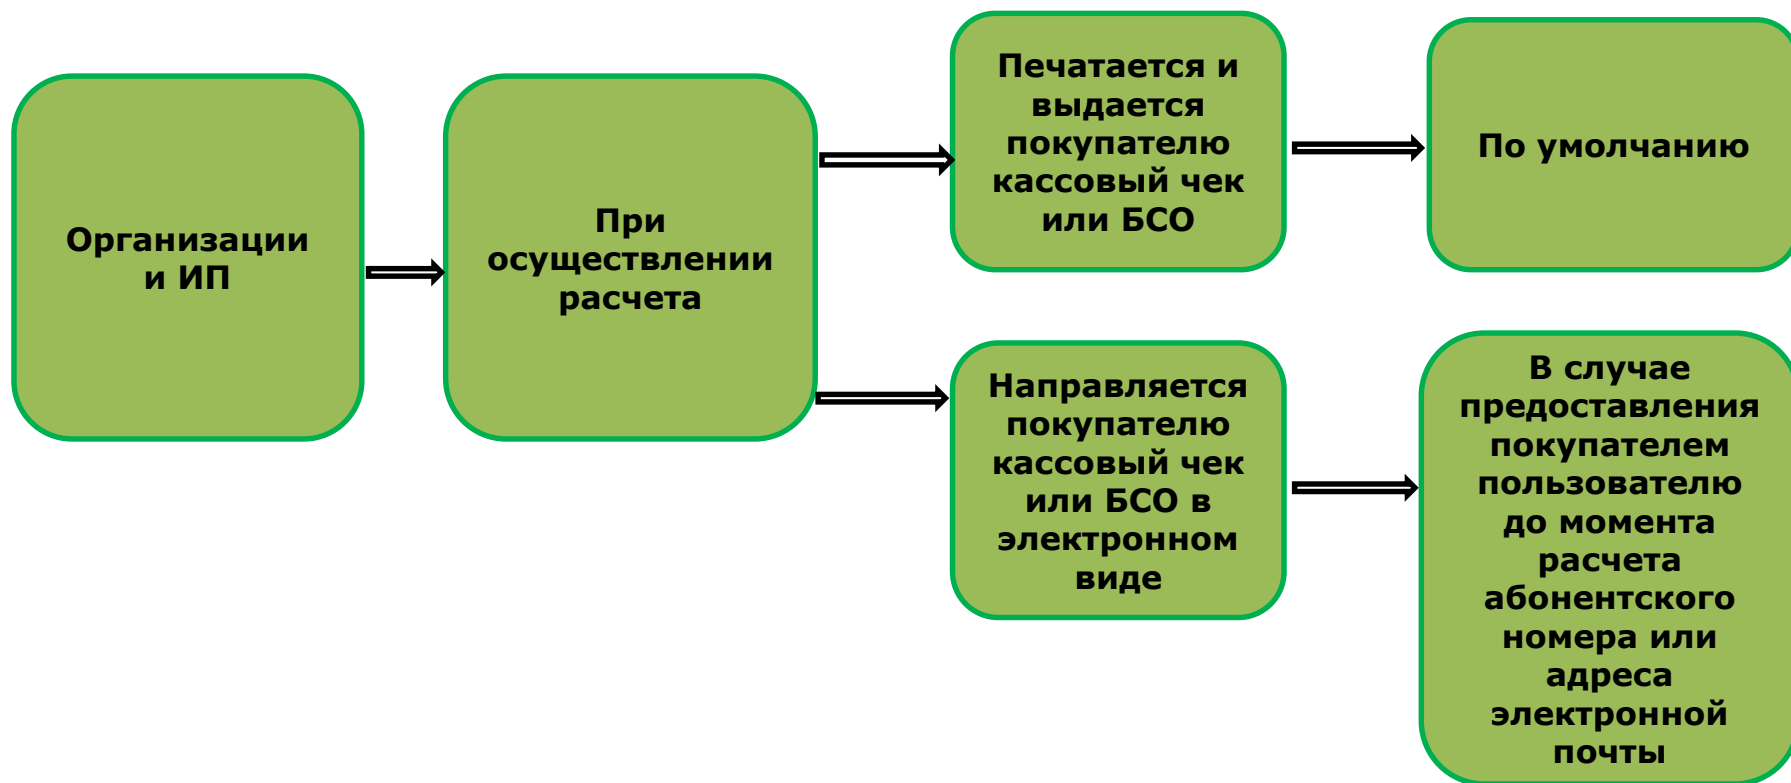 Организации
и ИП
При
осуществлении
расчета
Печатается и
выдается
покупателю
кассовый чек
или БСО
По умолчанию
Направляется
покупателю
кассовый чек
или БСО в
электронном
виде
В случае
предоставления
покупателем
пользователю
до момента
расчета
абонентского
номера или
адреса
электронной
почты